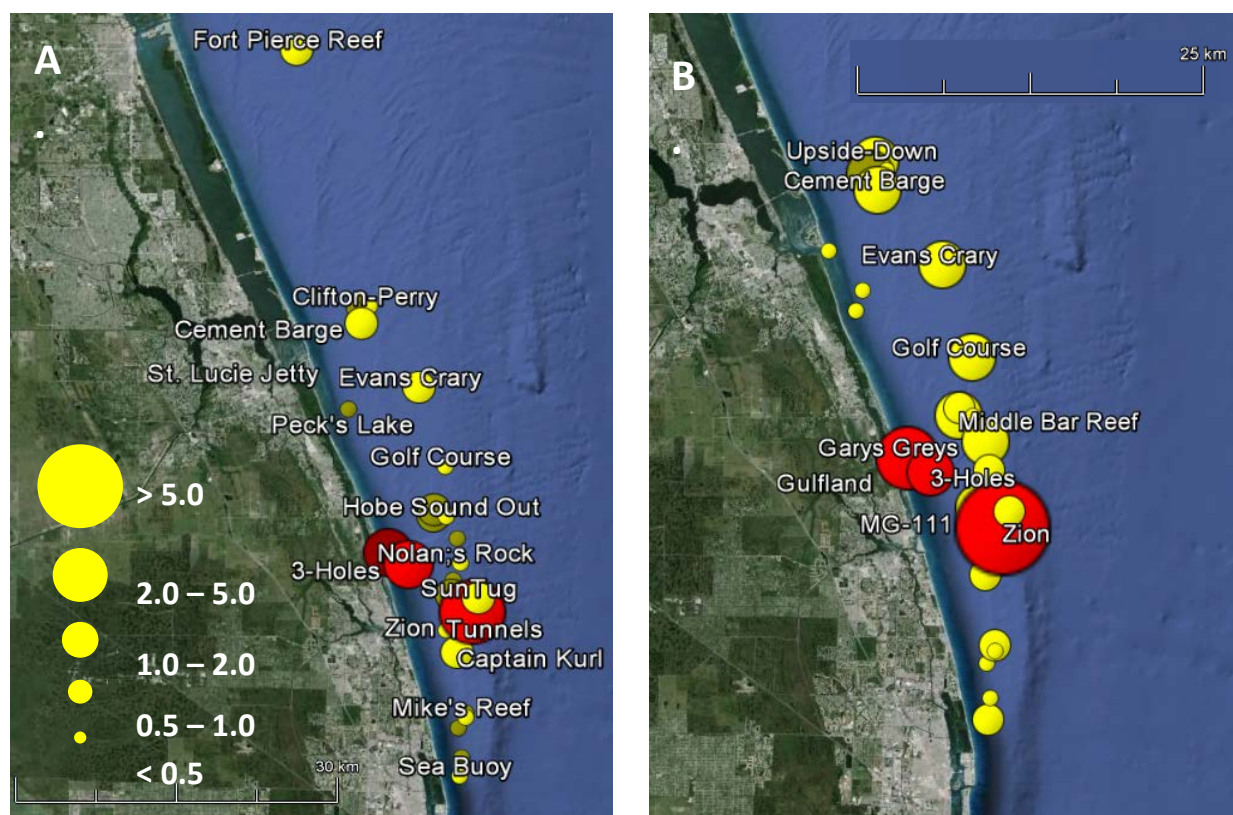 A
.
Fort Pierce Reef
Clifton-Perry
Cement Barge
St. Lucie Jetty
Evans Crary
Peck's Lake
Golf Course
Hobe Sound Out
Nolan;s Rock
3-Holes
SunTug
Zion Tunnels
Captain Kurl
Mike's Reef
Sea Buoy
> 5.0
2.0 – 5.0
1.0 – 2.0
0.5 – 1.0
< 0.5
30 km
B
.
25 km
Upside-Down
Cement Barge
Evans Crary
Golf Course
Middle Bar Reef
Garys Greys
3-Holes
Gulfland
MG-111
Zion